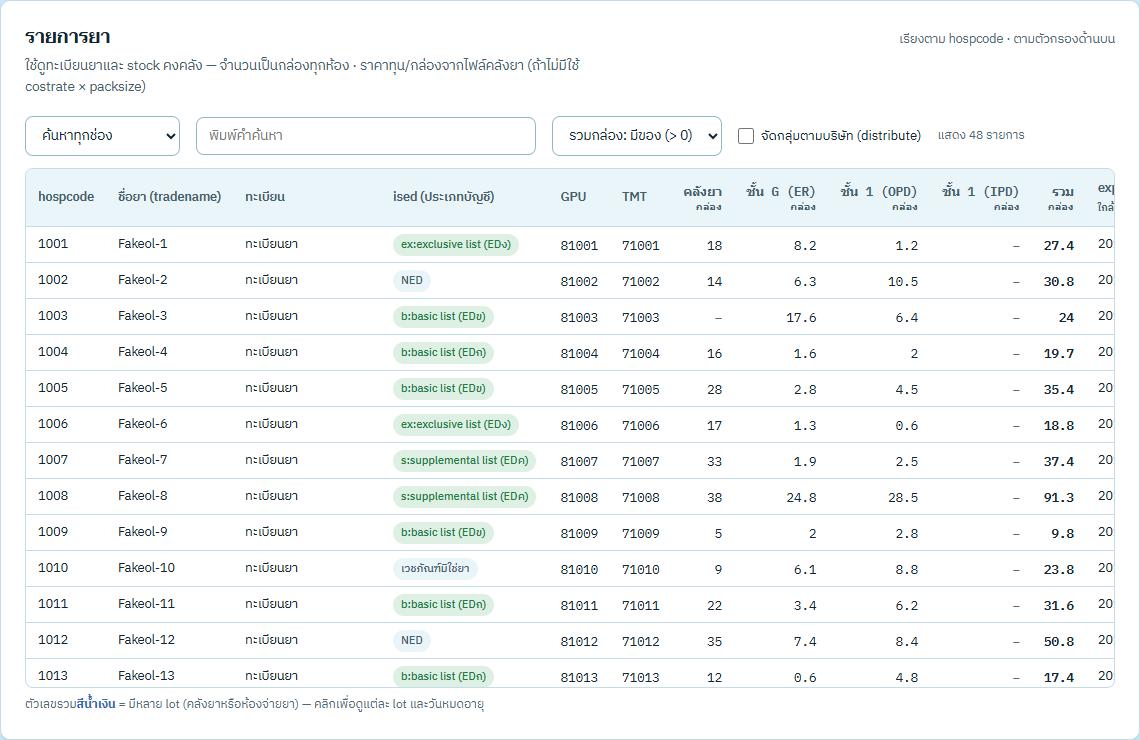 รายการยา
เรียงตาม hospcode · ตามตัวกรองด้านบน
ใช้ดูทะเบียนยาและ stock คงคลัง — จำนวนเป็นกล่องทุกห้อง · ราคาทุน/กล่องจากไฟล์คลังยา (ถ้าไม่มีใช้
costrate × packsize)
ค้นหาทุกช่อง พิมพ์คำค้นหา รวมกล่อง: มีของ (> 0) จัดกลุ่มตามบริษัท (distribute) แสดง 48 รายการ
hospcode ชื่อยา (tradename) ทะเบียน ised (ประเภทบัญชี) GPU TMT คลังยา ชั้น G (ER) ชั้น 1 (OPD) ชั้น 1 (IPD) รวม exp
กล่อง กล่อง กล่อง กล่อง กล่อง ใกล้
1001 Fakeol-1 ทะเบียนยา ex:exclusive list (EDง) 81001 71001 18 8.2 1.2 – 27.4 20
1002 Fakeol-2 ทะเบียนยา NED 81002 71002 14 6.3 10.5 – 30.8 20
1003 Fakeol-3 ทะเบียนยา b:basic list (EDข) 81003 71003 – 17.6 6.4 – 24 20
1004 Fakeol-4 ทะเบียนยา b:basic list (EDก) 81004 71004 16 1.6 2 – 19.7 20
1005 Fakeol-5 ทะเบียนยา b:basic list (EDข) 81005 71005 28 2.8 4.5 – 35.4 20
1006 Fakeol-6 ทะเบียนยา ex:exclusive list (EDง) 81006 71006 17 1.3 0.6 – 18.8 20
1007 Fakeol-7 ทะเบียนยา s:supplemental list (EDค) 81007 71007 33 1.9 2.5 – 37.4 20
1008 Fakeol-8 ทะเบียนยา s:supplemental list (EDค) 81008 71008 38 24.8 28.5 – 91.3 20
1009 Fakeol-9 ทะเบียนยา b:basic list (EDข) 81009 71009 5 2 2.8 – 9.8 20
1010 Fakeol-10 ทะเบียนยา เวชภัณฑ์มิใช่ยา 81010 71010 9 6.1 8.8 – 23.8 20
1011 Fakeol-11 ทะเบียนยา b:basic list (EDก) 81011 71011 22 3.4 6.2 – 31.6 20
1012 Fakeol-12 ทะเบียนยา NED 81012 71012 35 7.4 8.4 – 50.8 20
1013 Fakeol-13 ทะเบียนยา b:basic list (EDก) 81013 71013 12 0.6 4.8 – 17.4 20
ตัวเลขรวมสีน้ำเงิน = มีหลาย lot (คลังยาหรือห้องจ่ายยา) — คลิกเพื่อดูแต่ละ lot และวันหมดอายุ